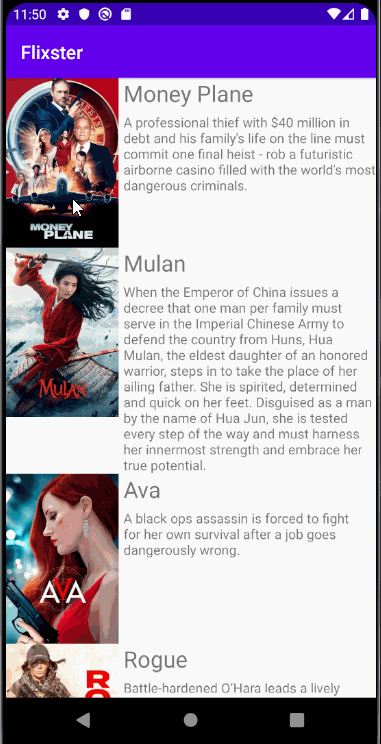 11:50
Flixster
Money Plane
A professional thief with $40 million in
debt and his family's life on the line must
commit one final heist - rob a futuristic
airborne casino filled with the world's most
dangerous criminals.
MONEY
PLANE
Mulan
When the Emperor of China issues a
decree that one man per family must
serve in the Imperial Chinese Army to
defend the country from Huns, Hua
Mulan, the eldest daughter of an honored
warrior, steps in to take the place of her
ailing father. She is spirited, determined
and quick on her feet. Disguised as a man
by the name of Hua Jun, she is tested
every step of the way and must harness
her innermost strength and embrace her
true potential.
MULAN
Ava
A black ops assassin is forced to fight
for her own survival after a job goes
dangerously wrong.
AVA
Rogue
Battle-hardened O'Hara leads a lively
R